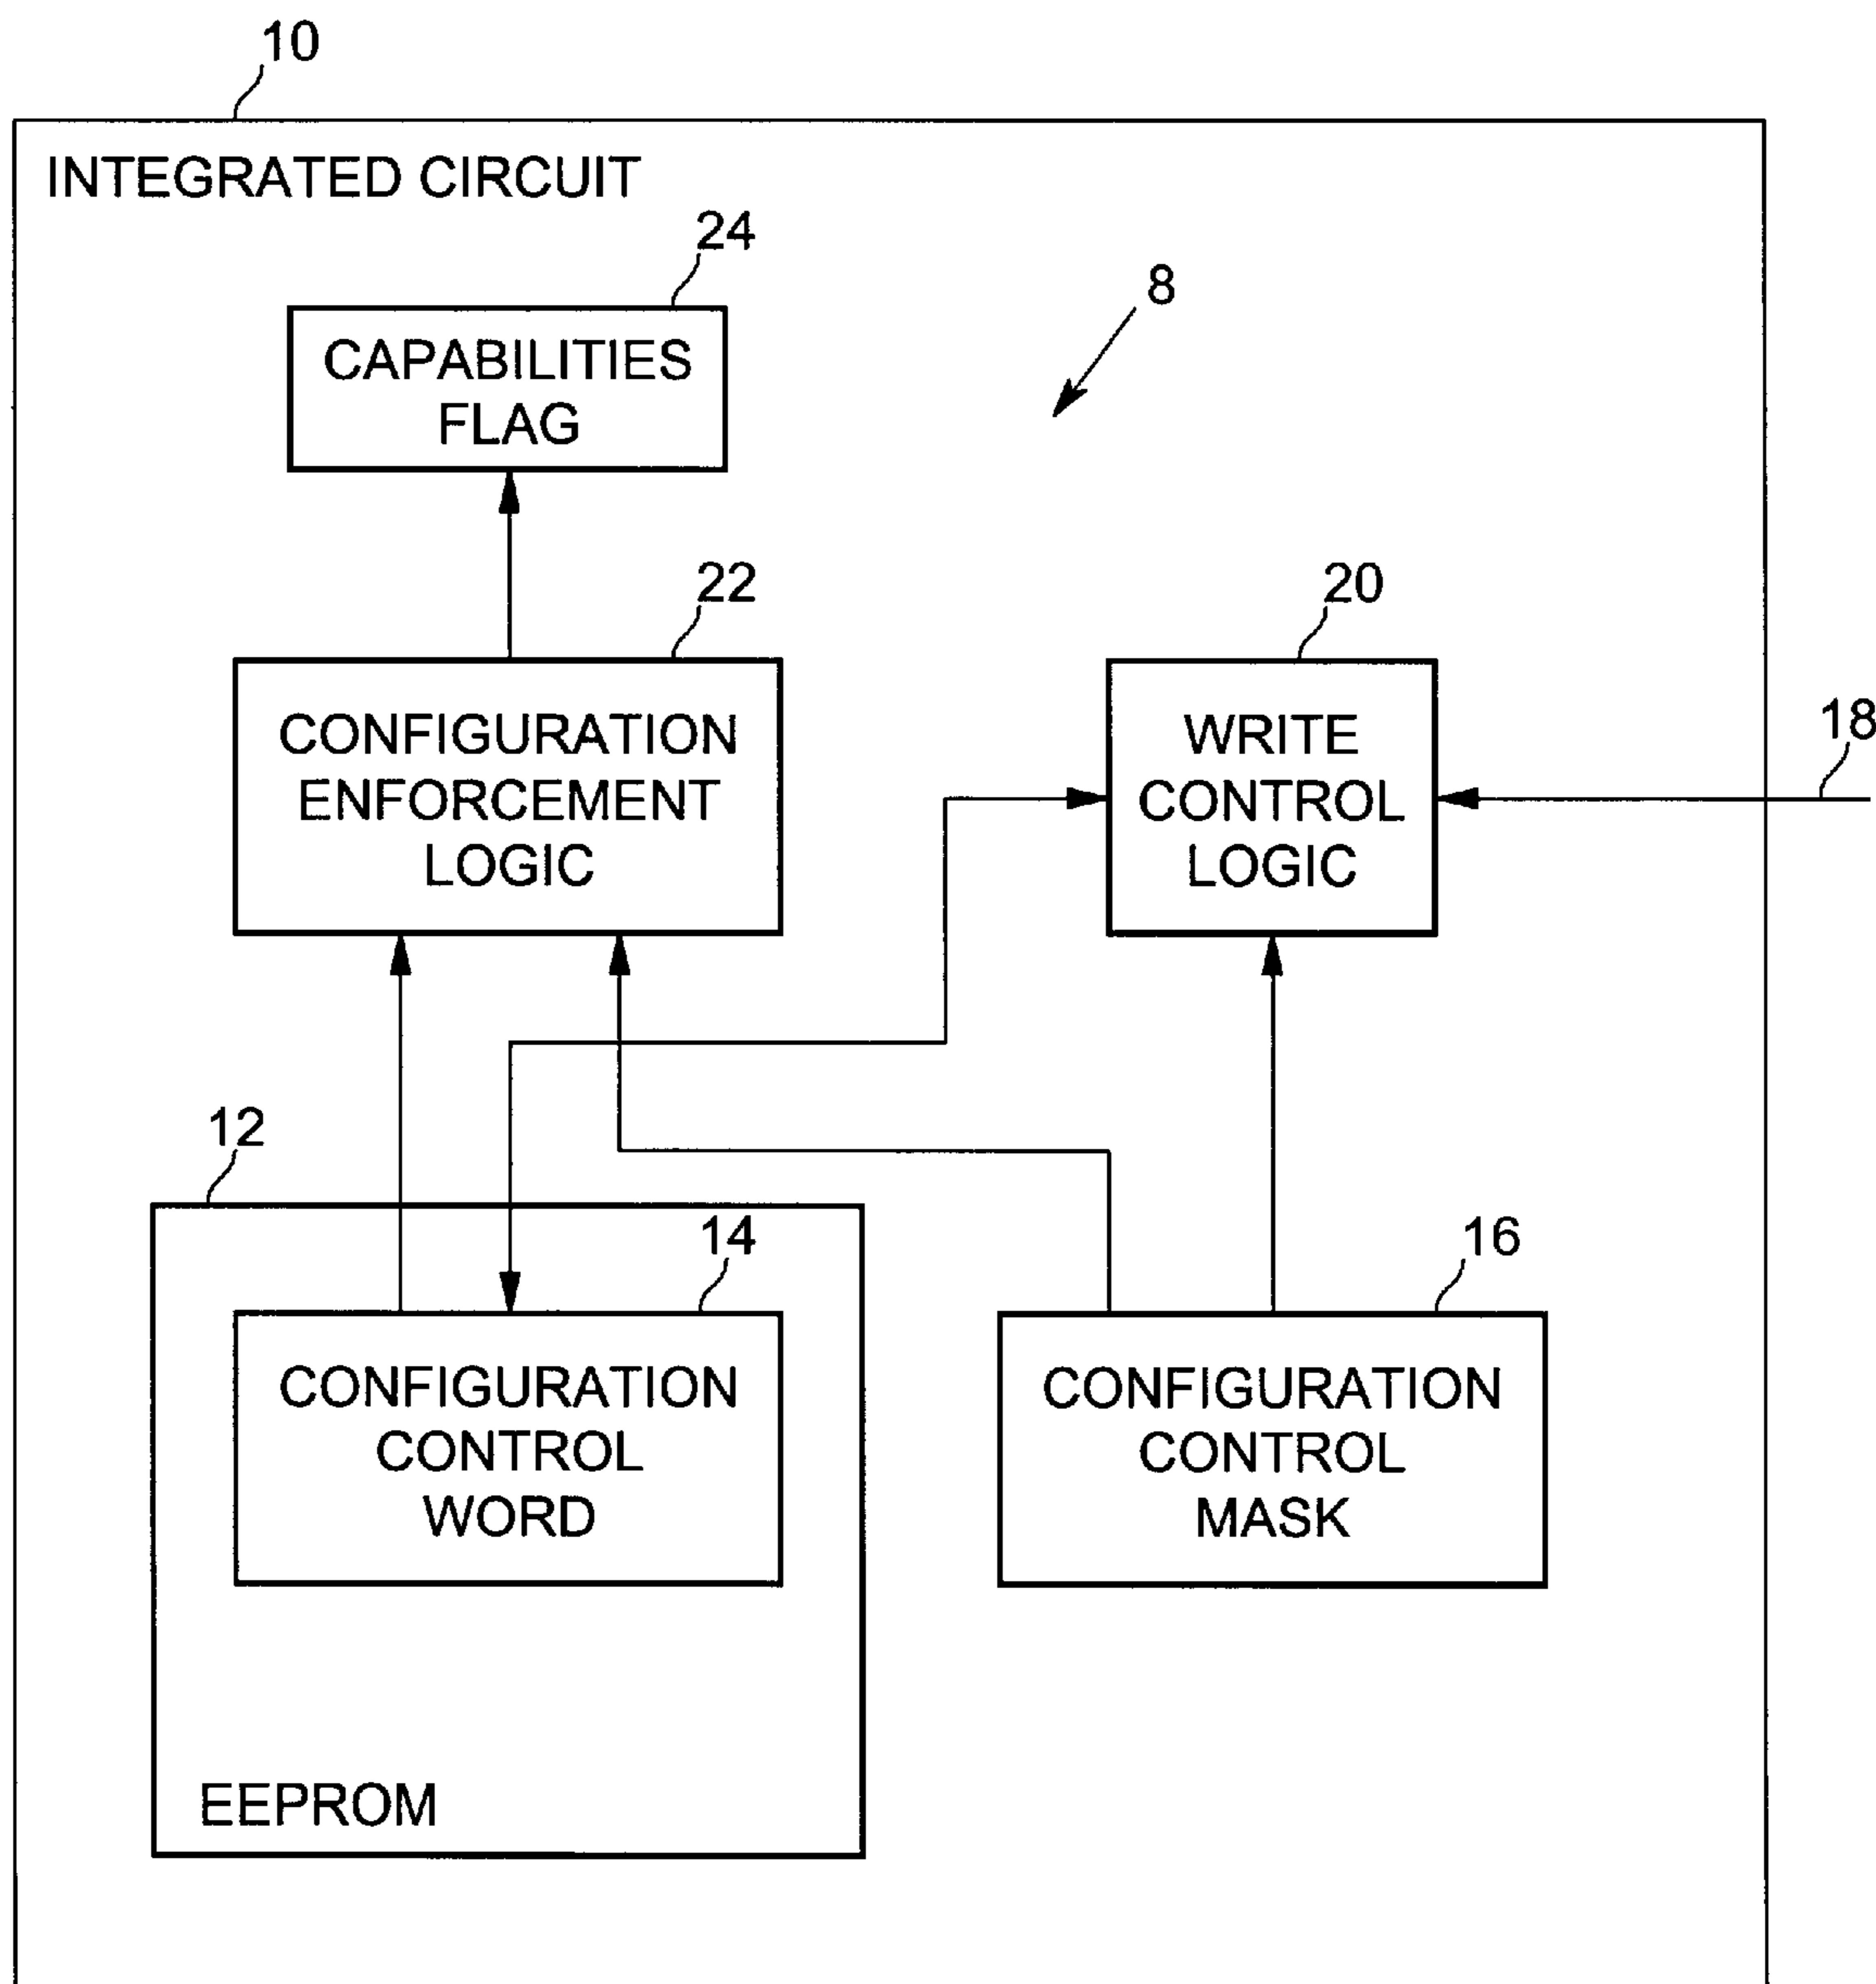 10
INTEGRATED CIRCUIT
24
8
CAPABILITIES
FLAG
22
20
CONFIGURATION
ENFORCEMENT
LOGIC
WRITE
CONTROL
LOGIC
18
12
14
16
CONFIGURATION
CONTROL
WORD
CONFIGURATION
CONTROL
MASK
EEPROM